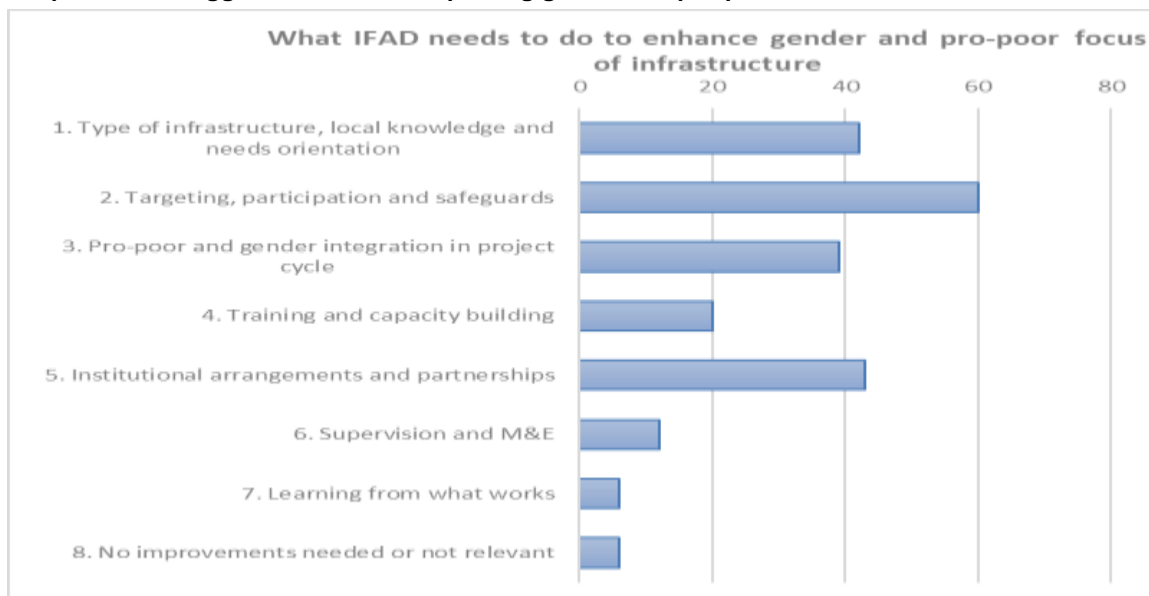 What IFAD needs to do to enhance gender and pro-poor focus
of infrastructure
0 20 40 60 80
1. Type of infrastructure, local knowledge and
needs orientation
2. Targeting, participation and safeguards
3. Pro-poor and gender integration in project
cycle
4. Training and capacity building
5. Institutional arrangements and partnerships
6. Supervision and M&E
7. Learning from what works
8. No improvements needed or not relevant